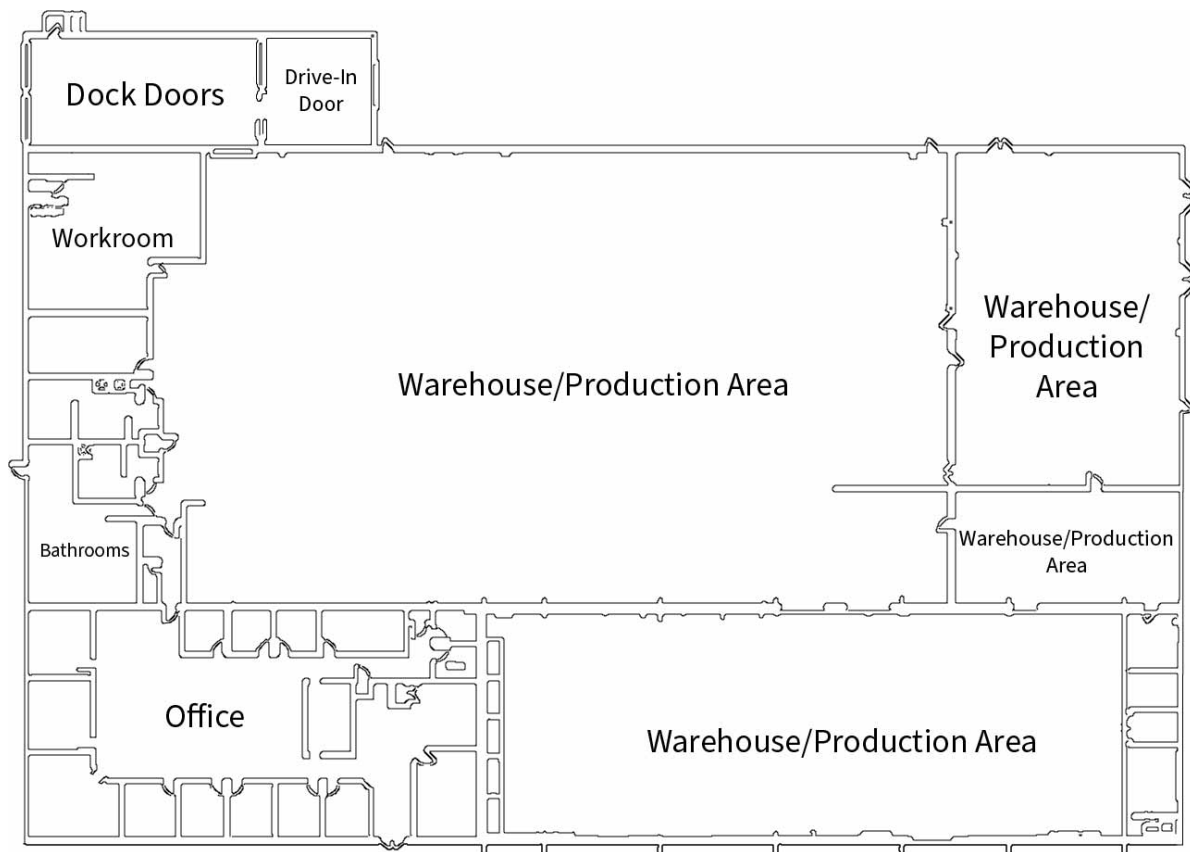 Dock Doors
Drive-In
Door
Workroom
Warehouse/
Production
Area
Warehouse/Production Area
Bathrooms
Warehouse/Production
Area
Office
Warehouse/Production Area